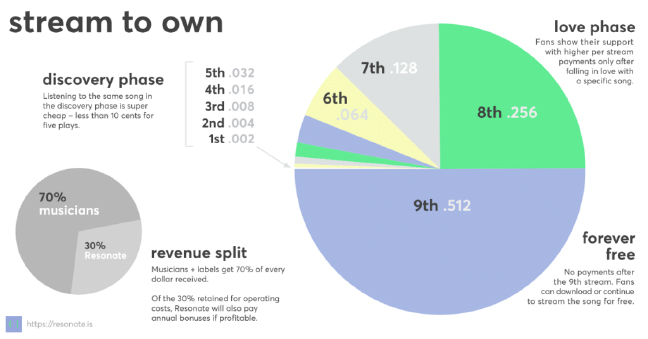 stream to own
discovery phase
Listening to the same song in
the discovery phase is super
cheap – less than 10 cents for
five plays.
5th .032
4th .016
3rd .008
2nd .004
1st .002
6th
.064
7th .128
8th .256
9th .512
love phase
Fans show their support
with higher per stream
payments only after
falling in love with
a specific song.
70%
musicians
30%
Resonate
revenue split
Musicians + labels get 70% of every
dollar received.
Of the 30% retained for operating
costs, Resonate will also pay
annual bonuses if profitable.
forever
free
No payments after
the 9th stream. Fans
can download or continue
to stream the song for free.
https://resonate.is